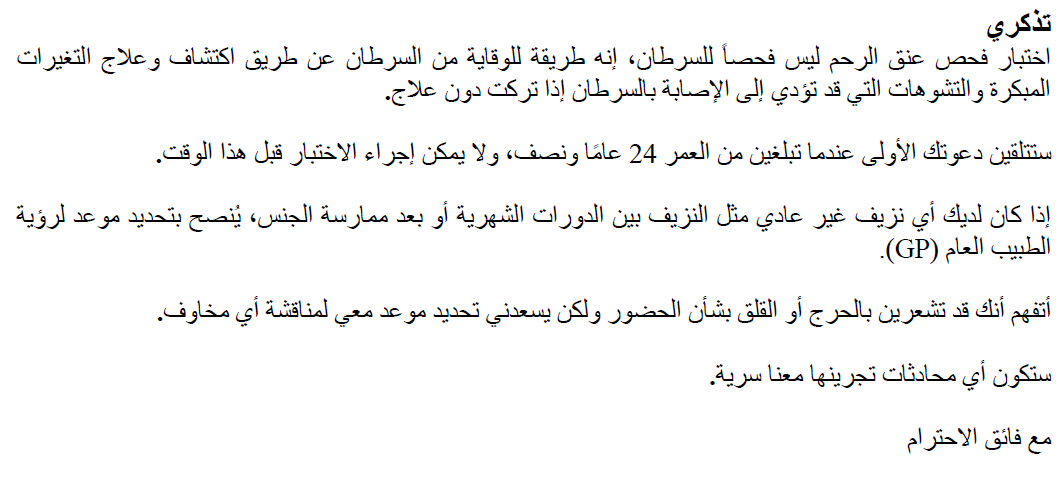 تذكري
اختبار فحص عنق الرحم ليس فحصاً للسرطان، إنه طريقة للوقاية من السرطان عن طريق اكتشاف وعلاج التغيرات
المبكرة والتشوهات التي قد تؤدي إلى الإصابة بالسرطان إذا تركت دون علاج.
ستتلقين دعوتك الأولى عندما تبلغين من العمر 24 عامًا ونصف، ولا يمكن إجراء الاختبار قبل هذا الوقت.
إذا كان لديك أي نزيف غير عادي مثل النزيف بين الدورات الشهرية أو بعد ممارسة الجنس، يُنصح بتحديد موعد لرؤية
الطبيب العام (GP).
أتفهم أنك قد تشعرين بالحرج أو القلق بشأن الحضور ولكن يسعدني تحديد موعد معي لمناقشة أي مخاوف.
ستكون أي محادثات تجرينها معنا سرية.
مع فائق الاحترام